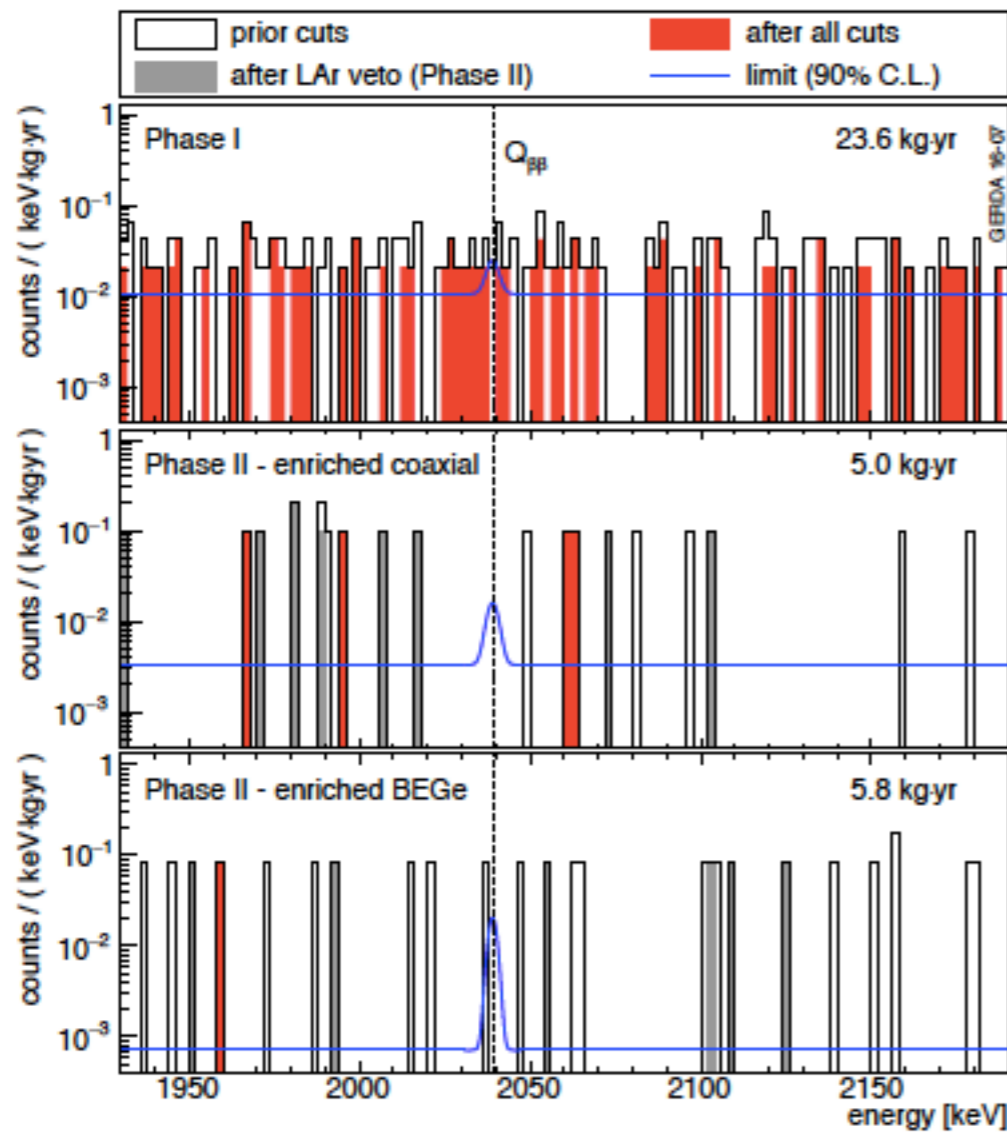 prior cuts
after all cuts
after LAr veto (Phase II)
limit (90% C.L.)
counts / ( keV·kg·yr )
1
10⁻¹
10⁻²
10⁻³
Phase I
Qββ
23.6 kg·yr
GERDA 16-07
counts / ( keV·kg·yr )
1
10⁻¹
10⁻²
10⁻³
Phase II - enriched coaxial
5.0 kg·yr
counts / ( keV·kg·yr )
1
10⁻¹
10⁻²
10⁻³
Phase II - enriched BEGe
5.8 kg·yr
1950 2000 2050 2100 2150
energy [keV]